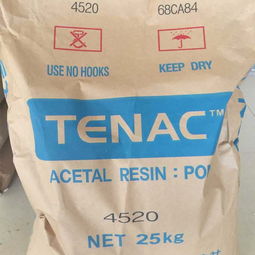 4520 68CA84
USE NO HOOKS KEEP DRY
TENAC™
ACETAL RESIN : PO
4520
NET 25kg